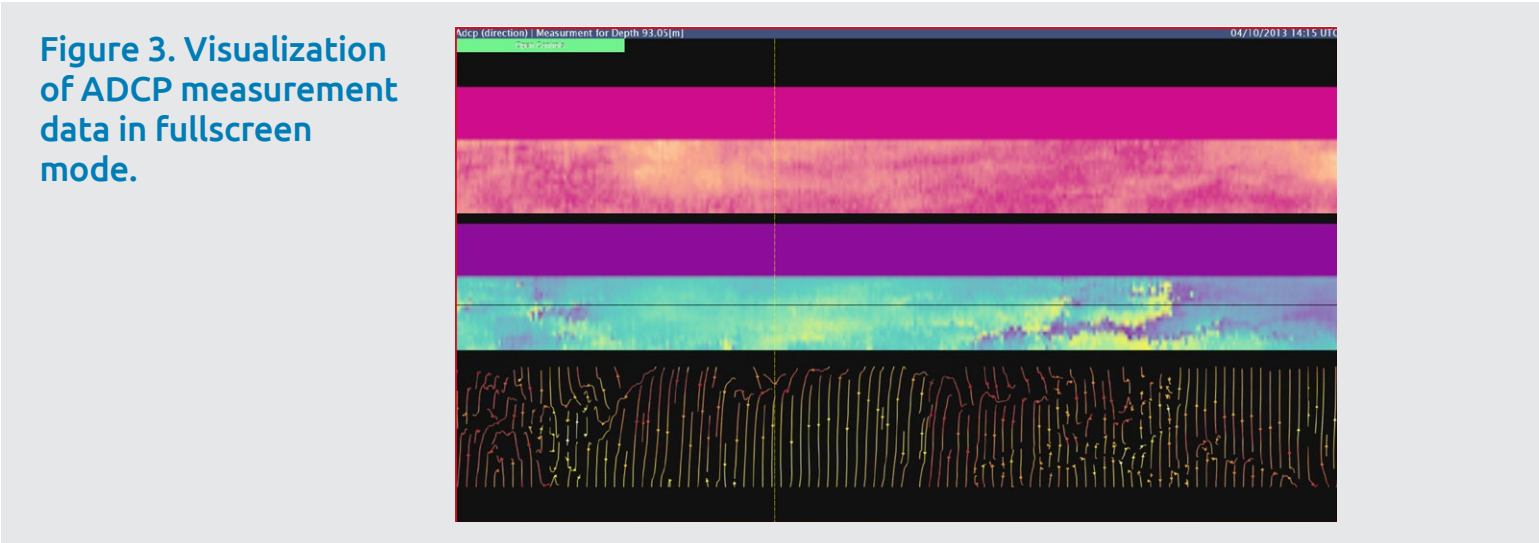 Figure 3. Visualization
of ADCP measurement
data in fullscreen
mode.
Adcp (direction) | Measurment for Depth 93.05[m]
04/10/2013 14:15 UTC